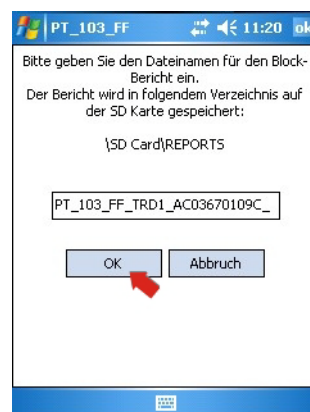 PT_103_FF 11:20 ok
Bitte geben Sie den Dateinamen für den Block-
Bericht ein.
Der Bericht wird in folgendem Verzeichnis auf
der SD Karte gespeichert:
\SD Card\REPORTS
PT_103_FF_TRD1_AC03670109C_
OK Abbruch